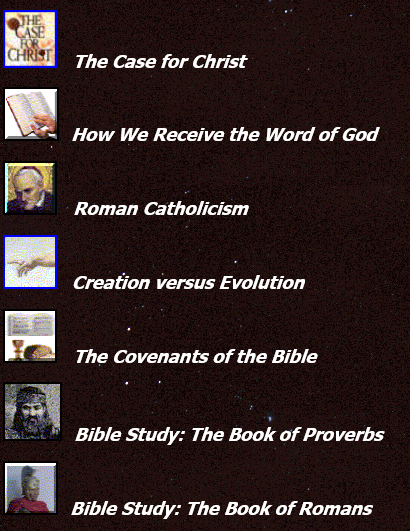 THE
CASE
FOR
CHRIST
The Case for Christ
How We Receive the Word of God
Roman Catholicism
Creation versus Evolution
The Covenants of the Bible
Bible Study: The Book of Proverbs
Bible Study: The Book of Romans